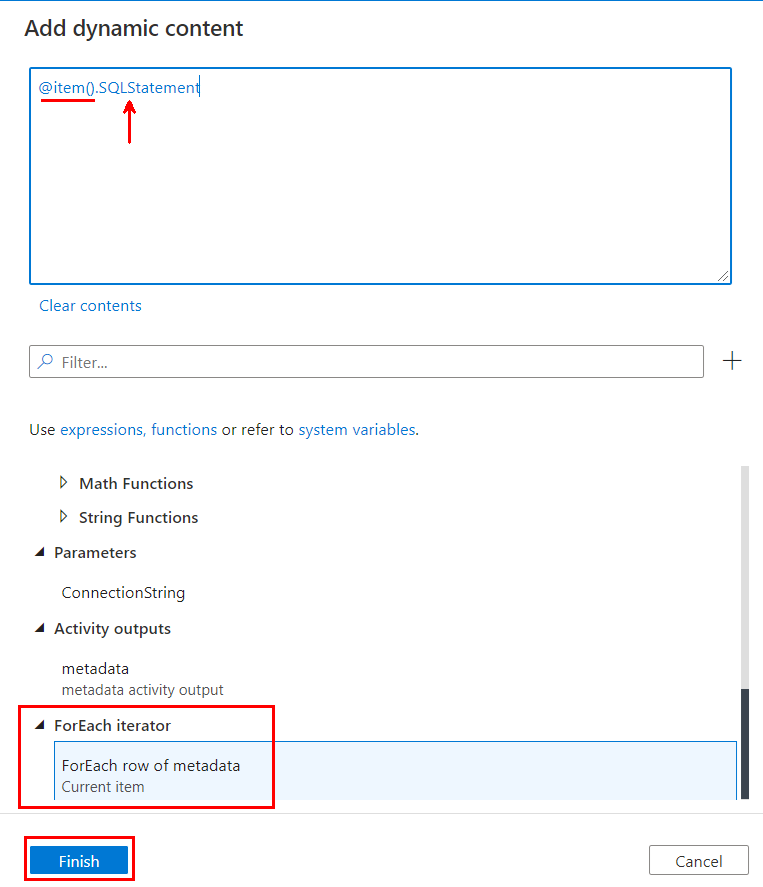 Add dynamic content
@item().SQLStatement
Clear contents
Filter...
Use expressions, functions or refer to system variables.
Math Functions
String Functions
Parameters
ConnectionString
Activity outputs
metadata
metadata activity output
ForEach iterator
ForEach row of metadata
Current item
Finish
Cancel